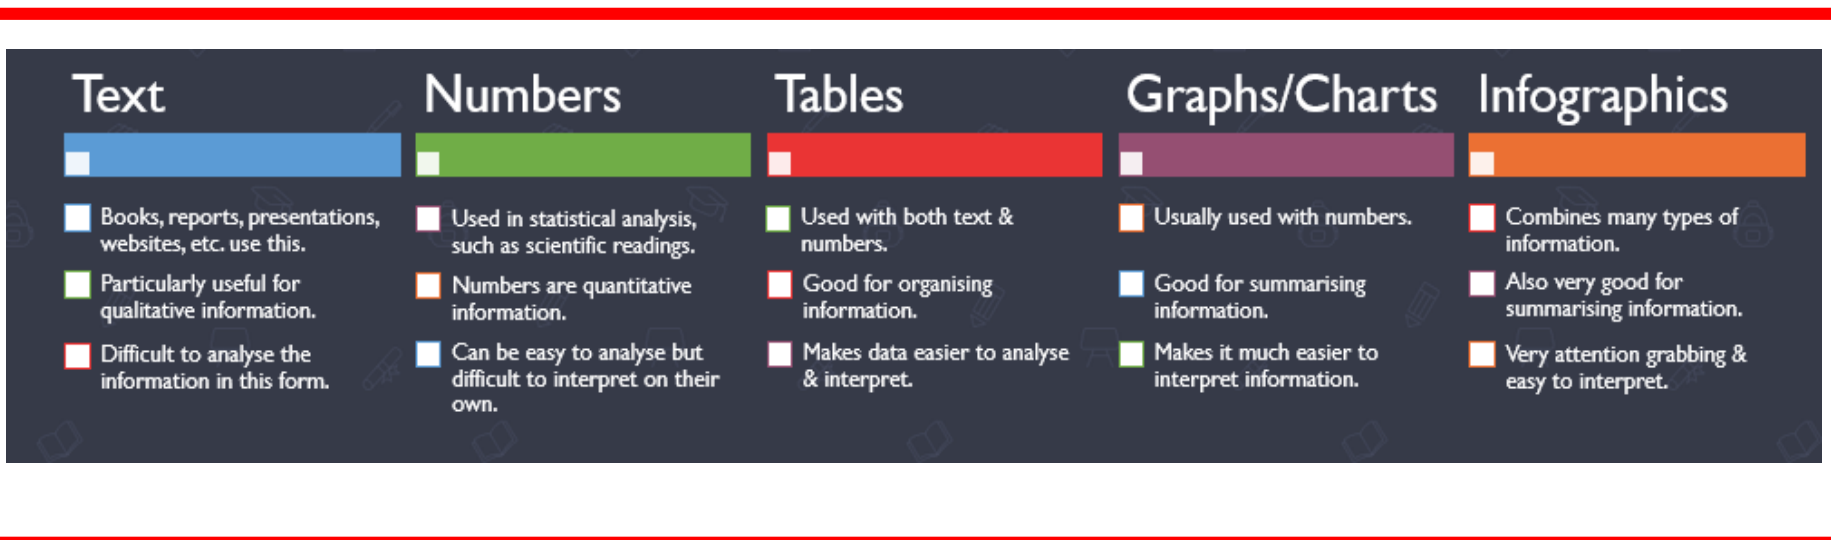 Text
Books, reports, presentations,
websites, etc. use this.
Particularly useful for
qualitative information.
Difficult to analyse the
information in this form.
Numbers
Used in statistical analysis,
such as scientific readings.
Numbers are quantitative
information.
Can be easy to analyse but
difficult to interpret on their
own.
Tables
Used with both text &
numbers.
Good for organising
information.
Makes data easier to analyse
& interpret.
Graphs/Charts
Usually used with numbers.
Good for summarising
information.
Makes it much easier to
interpret information.
Infographics
Combines many types of
information.
Also very good for
summarising information.
Very attention grabbing &
easy to interpret.